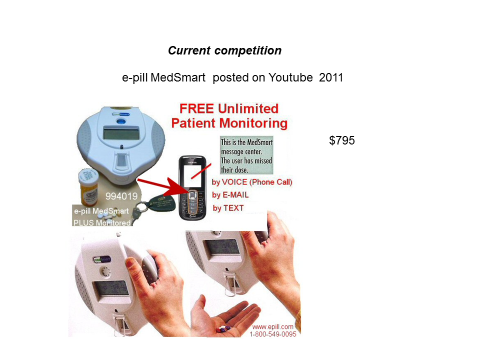 Current competition
e-pill MedSmart posted on Youtube 2011
FREE Unlimited
Patient Monitoring
$795
This is the MedSmart
message center.
The user has missed
their dose.
by VOICE (Phone Call)
by E-MAIL
by TEXT
994019
e-pill MedSmart
PLUS Monitored
www.epill.com
1-800-549-0095